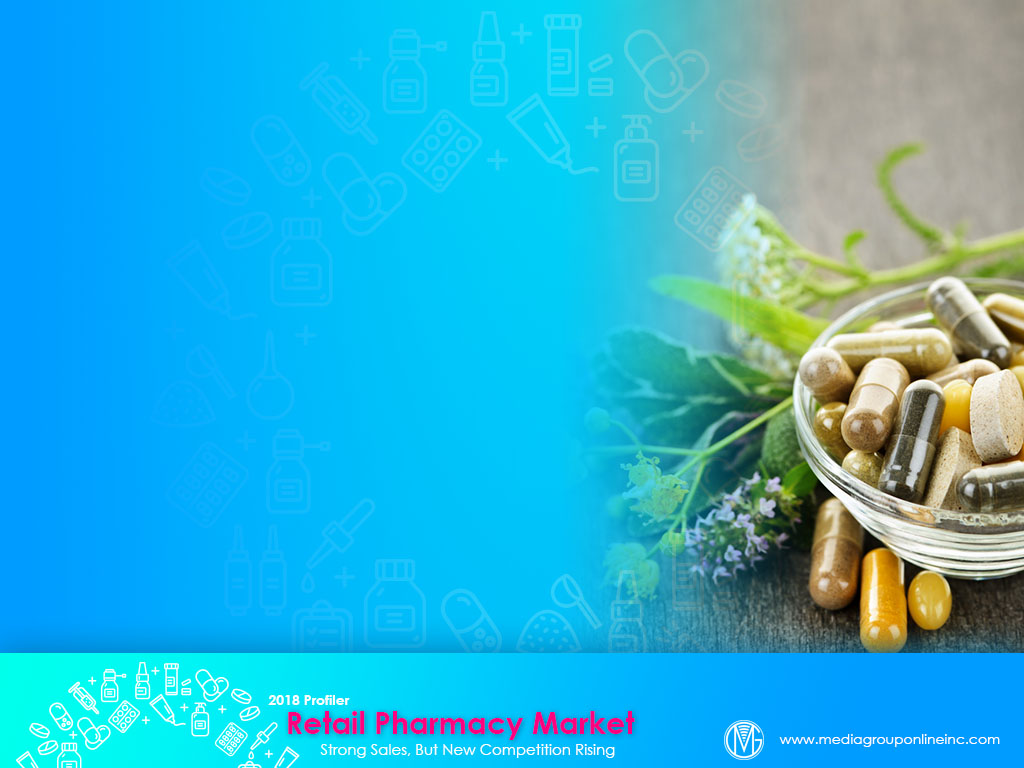 2018 Profiler
Retail Pharmacy Market
Strong Sales, But New Competition Rising
www.mediagrouponlineinc.com